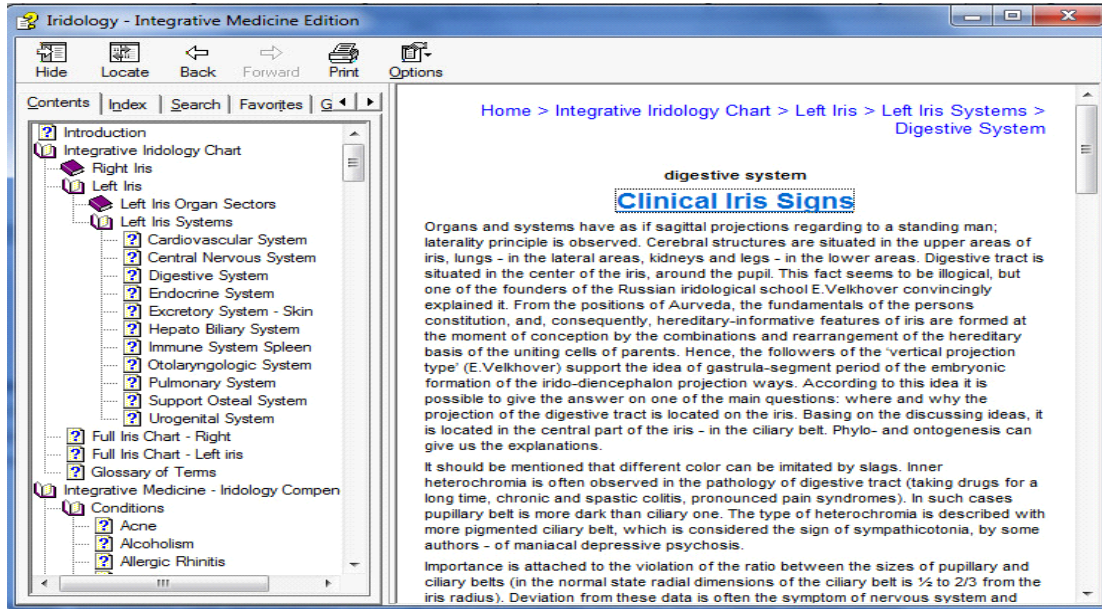 Iridology - Integrative Medicine Edition
Hide Locate Back Forward Print Options
Contents Index Search Favorites G
Introduction
Integrative Iridology Chart
Right Iris
Left Iris
Left Iris Organ Sectors
Left Iris Systems
Cardiovascular System
Central Nervous System
Digestive System
Endocrine System
Excretory System - Skin
Hepato Biliary System
Immune System Spleen
Otolaryngologic System
Pulmonary System
Support Osteal System
Urogenital System
Full Iris Chart - Right
Full Iris Chart - Left iris
Glossary of Terms
Integrative Medicine - Iridology Compen
Conditions
Acne
Alcoholism
Allergic Rhinitis
Home > Integrative Iridology Chart > Left Iris > Left Iris Systems >
Digestive System
digestive system
Clinical Iris Signs
Organs and systems have as if sagittal projections regarding to a standing man;
laterality principle is observed. Cerebral structures are situated in the upper areas of
iris, lungs - in the lateral areas, kidneys and legs - in the lower areas. Digestive tract is
situated in the center of the iris, around the pupil. This fact seems to be illogical, but
one of the founders of the Russian iridological school E.Velkhover convincingly
explained it. From the positions of Aurveda, the fundamentals of the persons
constitution, and, consequently, hereditary-informative features of iris are formed at
the moment of conception by the combinations and rearrangement of the hereditary
basis of the uniting cells of parents. Hence, the followers of the 'vertical projection
type' (E.Velkhover) support the idea of gastrula-segment period of the embryonic
formation of the irido-diencephalon projection ways. According to this idea it is
possible to give the answer on one of the main questions: where and why the
projection of the digestive tract is located on the iris. Basing on the discussing ideas, it
is located in the central part of the iris - in the ciliary belt. Phylo- and ontogenesis can
give us the explanations.
It should be mentioned that different color can be imitated by slags. Inner
heterochromia is often observed in the pathology of digestive tract (taking drugs for a
long time, chronic and spastic colitis, pronounced pain syndromes). In such cases
pupillary belt is more dark than ciliary one. The type of heterochromia is described with
more pigmented ciliary belt, which is considered the sign of sympathicotonia, by some
authors - of maniacal depressive psychosis.
Importance is attached to the violation of the ratio between the sizes of pupillary and
ciliary belts (in the normal state radial dimensions of the ciliary belt is ½ to 2/3 from the
iris radius). Deviation from these data is often the symptom of nervous system and